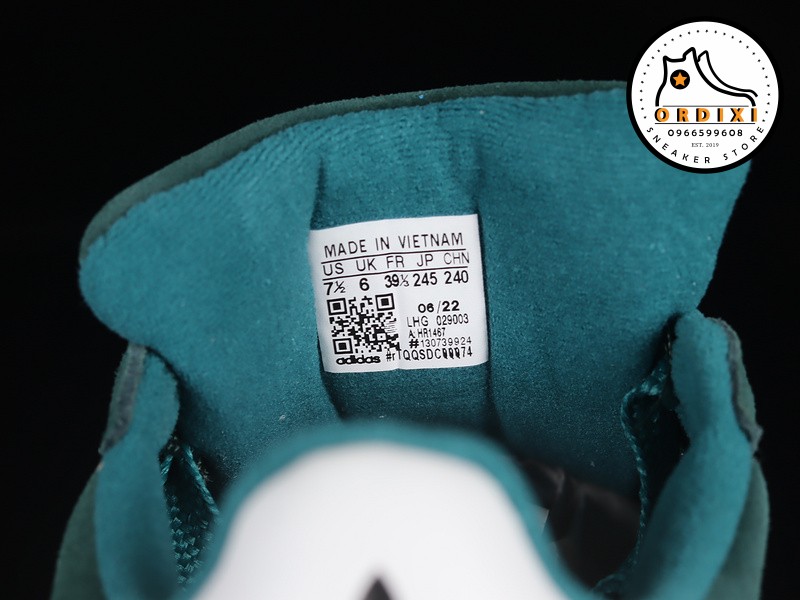 ORDIXI
0966599608
EST. 2019
SNEAKER STORE
MADE IN VIETNAM
US UK FR JP CHN
7½ 6 39⅓ 245 240
06/22
LHG 029003
A:HR1467
#130739924
adidas #rTQQSDCQQQ74